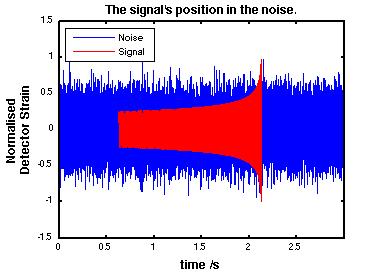 The signal's position in the noise.
Noise
Signal
1.5
1
0.5
0
-0.5
-1
-1.5
Normalised
Detector Strain
0 0.5 1 1.5 2 2.5
time /s